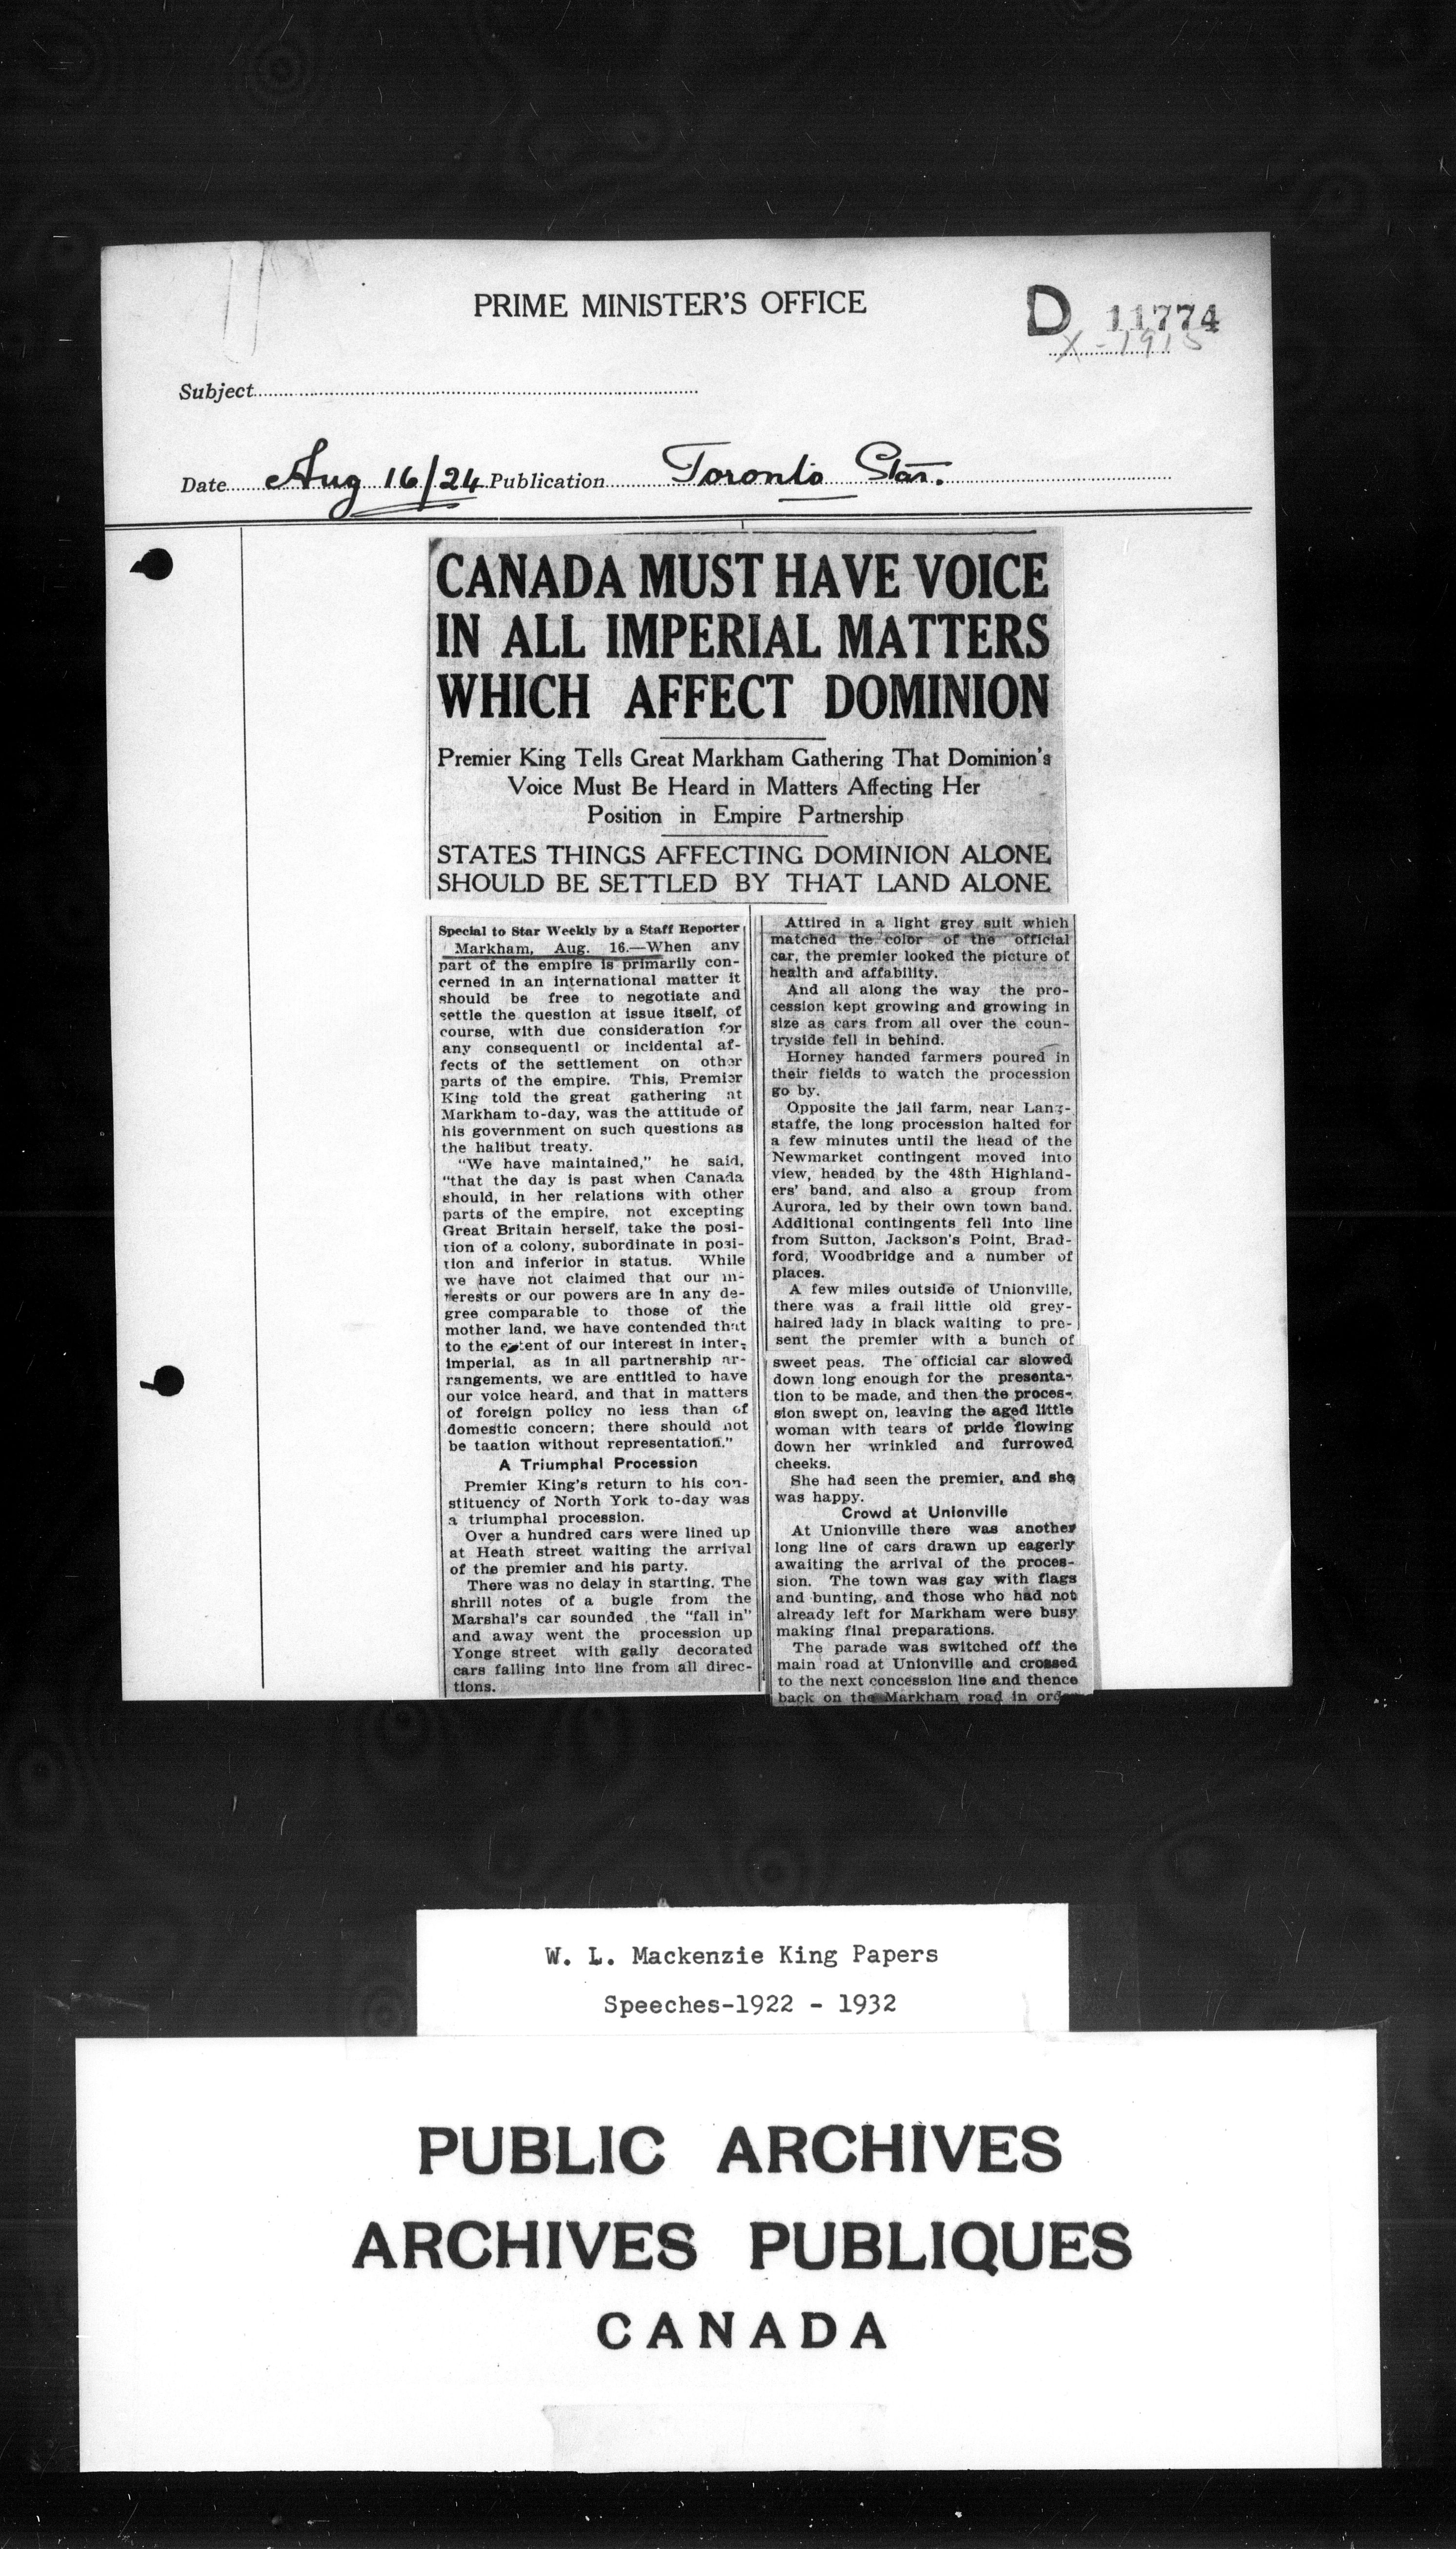 PRIME MINISTER'S OFFICE
D 11774
X-1915
Subject
Date Aug 16/24 Publication Toronto Star.
CANADA MUST HAVE VOICE
IN ALL IMPERIAL MATTERS
WHICH AFFECT DOMINION
Premier King Tells Great Markham Gathering That Dominion's
Voice Must Be Heard in Matters Affecting Her
Position in Empire Partnership
STATES THINGS AFFECTING DOMINION ALONE
SHOULD BE SETTLED BY THAT LAND ALONE
Special to Star Weekly by a Staff Reporter
Markham, Aug. 16.—When any
part of the empire is primarily con-
cerned in an international matter it
should be free to negotiate and
settle the question at issue itself, of
course, with due consideration for
any consequentl or incidental af-
fects of the settlement on other
parts of the empire. This, Premier
King told the great gathering at
Markham to-day, was the attitude of
his government on such questions as
the halibut treaty.
"We have maintained," he said,
"that the day is past when Canada
should, in her relations with other
parts of the empire, not excepting
Great Britain herself, take the posi-
tion of a colony, subordinate in posi-
tion and inferior in status. While
we have not claimed that our in-
terests or our powers are in any de-
gree comparable to those of the
mother land, we have contended that
to the extent of our interest in inter-
imperial, as in all partnership ar-
rangements, we are entitled to have
our voice heard, and that in matters
of foreign policy no less than of
domestic concern; there should not
be taation without representation."
A Triumphal Procession
Premier King's return to his con-
stituency of North York to-day was
a triumphal procession.
Over a hundred cars were lined up
at Heath street waiting the arrival
of the premier and his party.
There was no delay in starting. The
shrill notes of a bugle from the
Marshal's car sounded the "fall in"
and away went the procession up
Yonge street with gaily decorated
cars falling into line from all direc-
tions.
Attired in a light grey suit which
matched the color of the official
car, the premier looked the picture of
health and affability.
And all along the way the pro-
cession kept growing and growing in
size as cars from all over the coun-
tryside fell in behind.
Horney handed farmers poured in
their fields to watch the procession
go by.
Opposite the jail farm, near Lang-
staffe, the long procession halted for
a few minutes until the head of the
Newmarket contingent moved into
view, headed by the 48th Highland-
ers' band, and also a group from
Aurora, led by their own town band.
Additional contingents fell into line
from Sutton, Jackson's Point, Brad-
ford, Woodbridge and a number of
places.
A few miles outside of Unionville,
there was a frail little old grey-
haired lady in black waiting to pre-
sent the premier with a bunch of
sweet peas. The official car slowed
down long enough for the presenta-
tion to be made, and then the proces-
sion swept on, leaving the aged little
woman with tears of pride flowing
down her wrinkled and furrowed
cheeks.
She had seen the premier, and she
was happy.
Crowd at Unionville
At Unionville there was another
long line of cars drawn up eagerly
awaiting the arrival of the proces-
sion. The town was gay with flags
and bunting, and those who had not
already left for Markham were busy
making final preparations.
The parade was switched off the
main road at Unionville and crossed
to the next concession line and thence
back on the Markham road in
W. L. Mackenzie King Papers
Speeches-1922 - 1932
PUBLIC ARCHIVES
ARCHIVES PUBLIQUES
CANADA